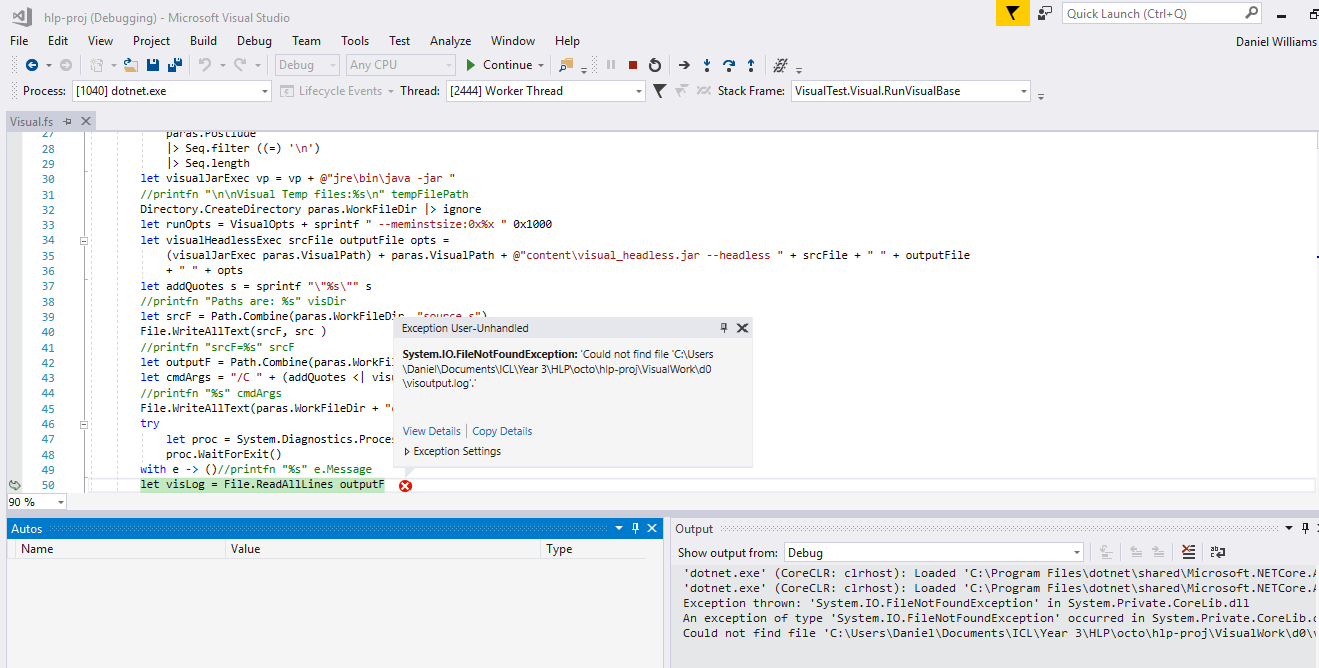 hlp-proj (Debugging) - Microsoft Visual Studio
Quick Launch (Ctrl+Q)
File Edit View Project Build Debug Team Tools Test Analyze Window Help
Daniel Williams
Debug Any CPU Continue
Process: [1040] dotnet.exe Lifecycle Events Thread: [2444] Worker Thread Stack Frame: VisualTest.Visual.RunVisualBase
Visual.fs
27 paras.Postlude
28 |> Seq.filter ((=) '\n')
29 |> Seq.length
30 let visualJarExec vp = vp + @"jre\bin\java -jar "
31 //printfn "\n\nVisual Temp files:%s\n" tempFilePath
32 Directory.CreateDirectory paras.WorkFileDir |> ignore
33 let runOpts = VisualOpts + sprintf " --meminstsize:0x%x " 0x1000
34 let visualHeadlessExec srcFile outputFile opts =
35 (visualJarExec paras.VisualPath) + paras.VisualPath + @"content\visual_headless.jar --headless " + srcFile + " " + outputFile
36 + " " + opts
37 let addQuotes s = sprintf "\"%s\"" s
38 //printfn "Paths are: %s" visDir
39 let srcF = Path.Combine(paras.WorkFileDir, "source.s")
40 File.WriteAllText(srcF, src )
41 //printfn "srcF=%s" srcF
42 let outputF = Path.Combine(paras.WorkFi
43 let cmdArgs = "/C " + (addQuotes <| visu
44 //printfn "%s" cmdArgs
45 File.WriteAllText(paras.WorkFileDir + "
46 try
47 let proc = System.Diagnostics.Proces
48 proc.WaitForExit()
49 with e -> ()//printfn "%s" e.Message
50 let visLog = File.ReadAllLines outputF
Exception User-Unhandled
System.IO.FileNotFoundException: 'Could not find file 'C:\Users
\Daniel\Documents\ICL\Year 3\HLP\octo\hlp-proj\VisualWork\d0
\visoutput.log'.'
View Details Copy Details
Exception Settings
90 %
Autos
Name Value Type
Output
Show output from: Debug
'dotnet.exe' (CoreCLR: clrhost): Loaded 'C:\Program Files\dotnet\shared\Microsoft.NETCore.A
'dotnet.exe' (CoreCLR: clrhost): Loaded 'C:\Program Files\dotnet\shared\Microsoft.NETCore.A
Exception thrown: 'System.IO.FileNotFoundException' in System.Private.CoreLib.dll
An exception of type 'System.IO.FileNotFoundException' occurred in System.Private.CoreLib.d
Could not find file 'C:\Users\Daniel\Documents\ICL\Year 3\HLP\octo\hlp-proj\VisualWork\d0\v